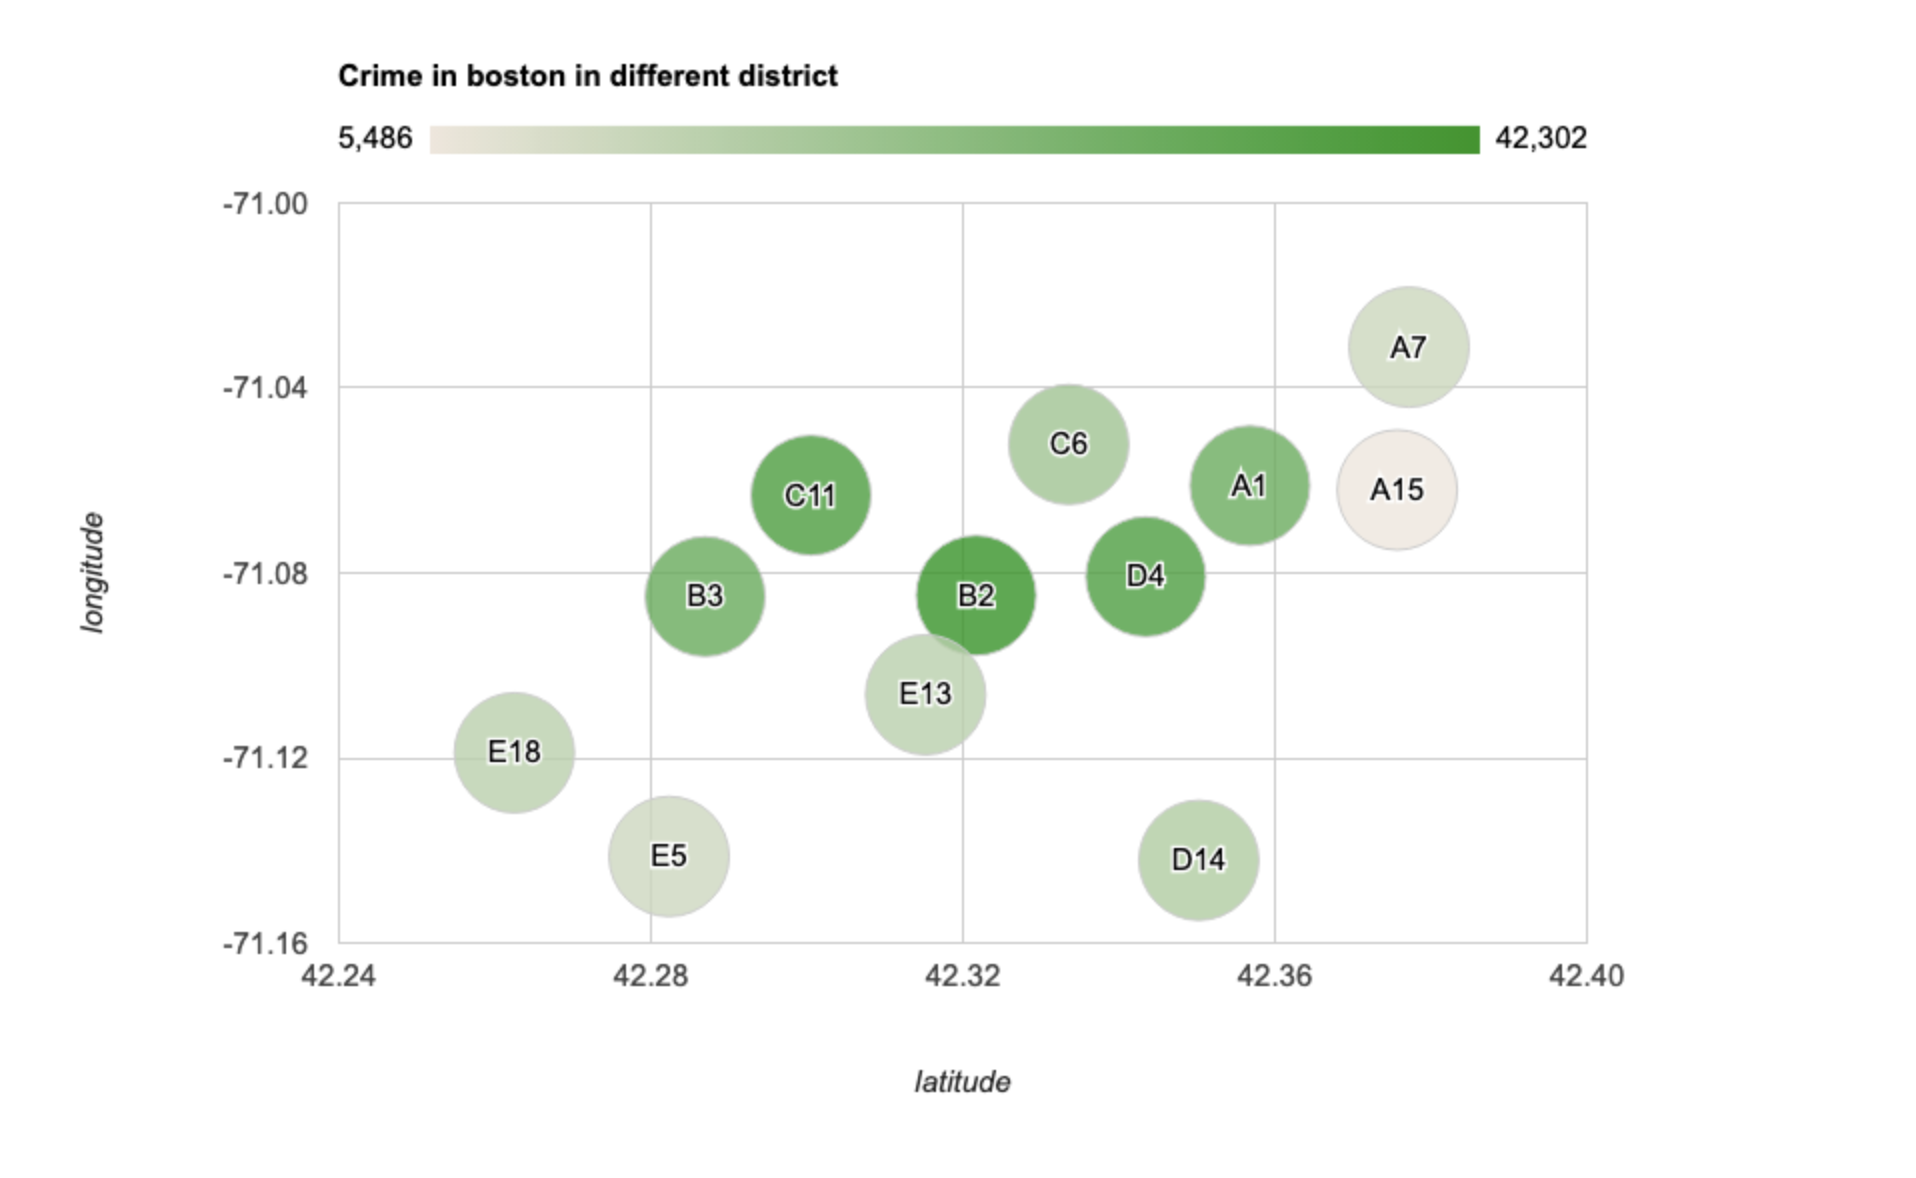 Crime in boston in different district
5,486 42,302
-71.00
A7
-71.04
C6
A1
A15
C11
-71.08
D4
B3
B2
E13
E18
-71.12
E5
D14
-71.16
42.24 42.28 42.32 42.36 42.40
longitude
latitude